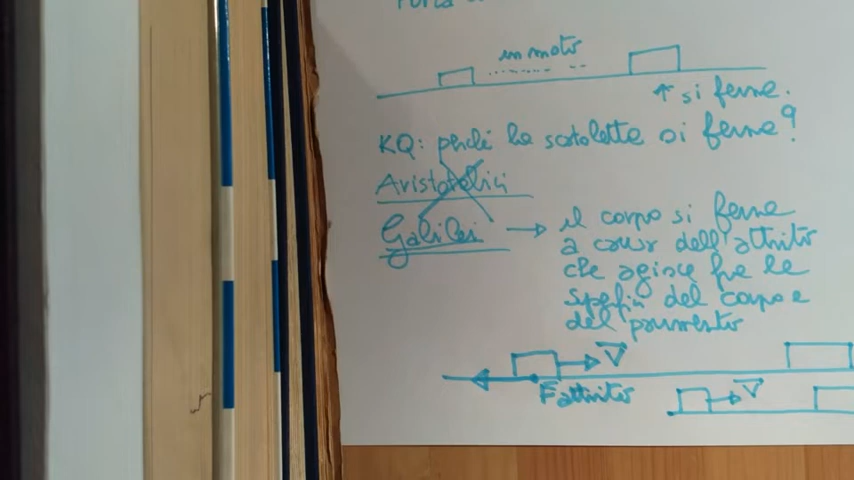 in moto
↑ si ferma.
KQ: perché la scatoletta si ferma?
Aristotelici
Galilei → il corpo si ferma
a causa dell'attrito
che agisce fra le
superfici del corpo e
del pavimento
V
F attrito
V